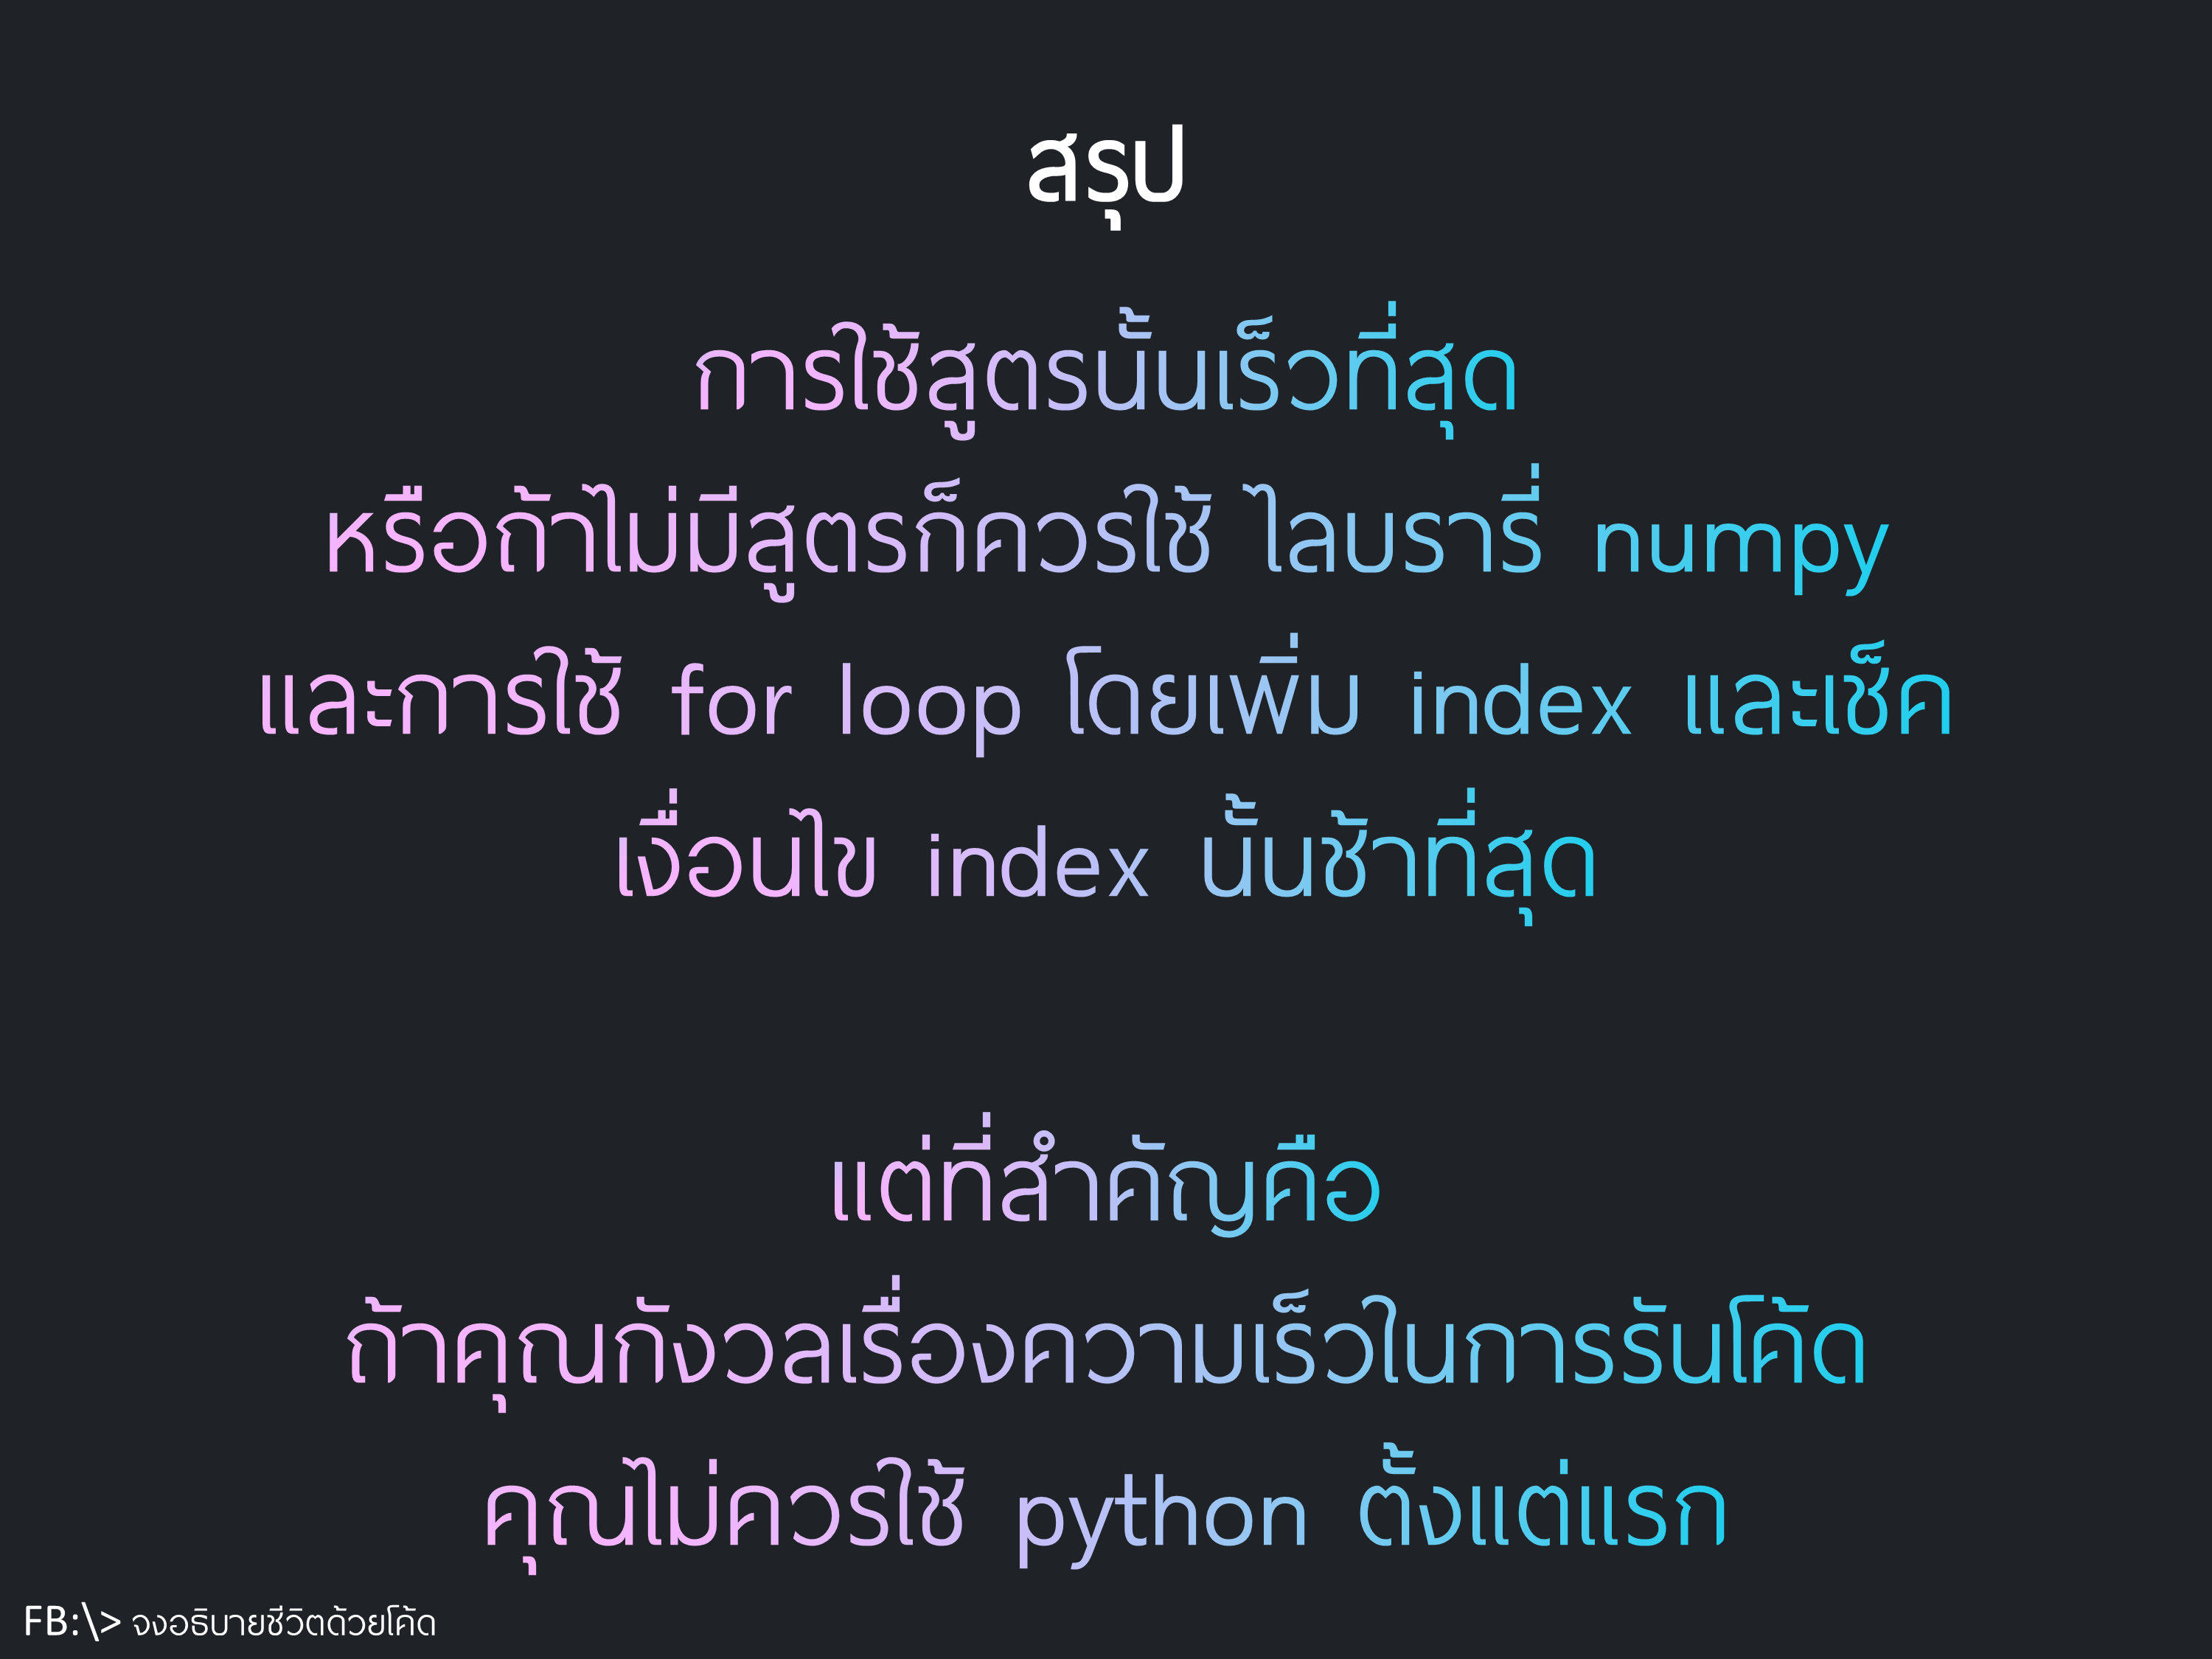 สรุป
การใช้สูตรนั้นเร็วที่สุด
หรือถ้าไม่มีสูตรก็ควรใช้ ไลบรารี่ numpy
และการใช้ for loop โดยเพิ่ม index และเช็ค
เงื่อนไข index นั้นช้าที่สุด
แต่ที่สำคัญคือ
ถ้าคุณกังวลเรื่องความเร็วในการรันโค้ด
คุณไม่ควรใช้ python ตั้งแต่แรก
FB:\> จงอธิบายชีวิตด้วยโค้ด